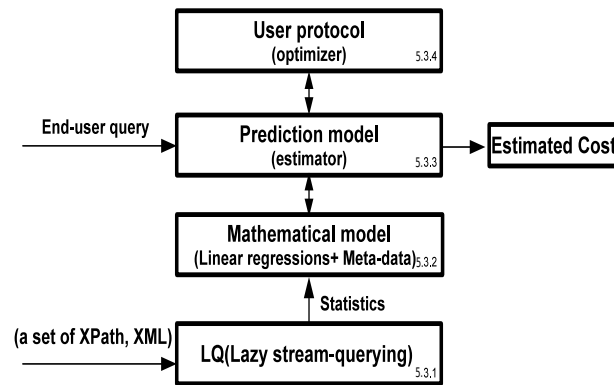 User protocol
(optimizer)
5.3.4
End-user query
Prediction model
(estimator)
5.3.3
Estimated Cost
Mathematical model
(Linear regressions+ Meta-data)
5.3.2
Statistics
(a set of XPath, XML)
LQ(Lazy stream-querying)
5.3.1